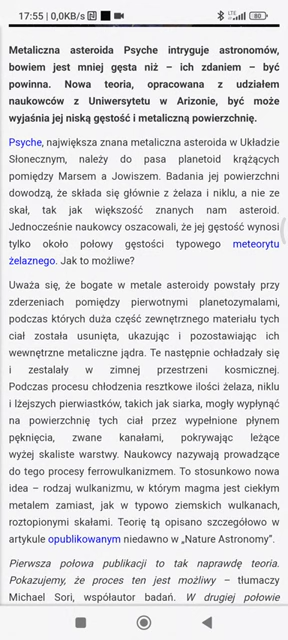 17:55 | 0,0KB/s
LTE
80
Metaliczna asteroida Psyche intryguje astronomów,
bowiem jest mniej gęsta niż – ich zdaniem – być
powinna. Nowa teoria, opracowana z udziałem
naukowców z Uniwersytetu w Arizonie, być może
wyjaśnia jej niską gęstość i metaliczną powierzchnię.
Psyche, największa znana metaliczna asteroida w Układzie
Słonecznym, należy do pasa planetoid krążących
pomiędzy Marsem a Jowiszem. Badania jej powierzchni
dowodzą, że składa się głównie z żelaza i niklu, a nie ze
skał, tak jak większość znanych nam asteroid.
Jednocześnie naukowcy oszacowali, że jej gęstość wynosi
tylko około połowy gęstości typowego meteorytu
żelaznego. Jak to możliwe?
Uważa się, że bogate w metale asteroidy powstały przy
zderzeniach pomiędzy pierwotnymi planetozymalami,
podczas których duża część zewnętrznego materiału tych
ciał została usunięta, ukazując i pozostawiając ich
wewnętrzne metaliczne jądra. Te następnie ochładzały się
i zestalały w zimnej przestrzeni kosmicznej.
Podczas procesu chłodzenia resztkowe ilości żelaza, niklu
i lżejszych pierwiastków, takich jak siarka, mogły wypłynąć
na powierzchnię tych ciał przez wypełnione płynem
pęknięcia, zwane kanałami, pokrywając leżące
wyżej skaliste warstwy. Naukowcy nazywają prowadzące
do tego procesy ferrowulkanizmem. To stosunkowo nowa
idea – rodzaj wulkanizmu, w którym magma jest ciekłym
metalem zamiast, jak w typowo ziemskich wulkanach,
roztopionymi skałami. Teorię tą opisano szczegółowo w
artykule opublikowanym niedawno w „Nature Astronomy”.
Pierwsza połowa publikacji to tak naprawdę teoria.
Pokazujemy, że proces ten jest możliwy – tłumaczy
Michael Sori, współautor badań. W drugiej połowie